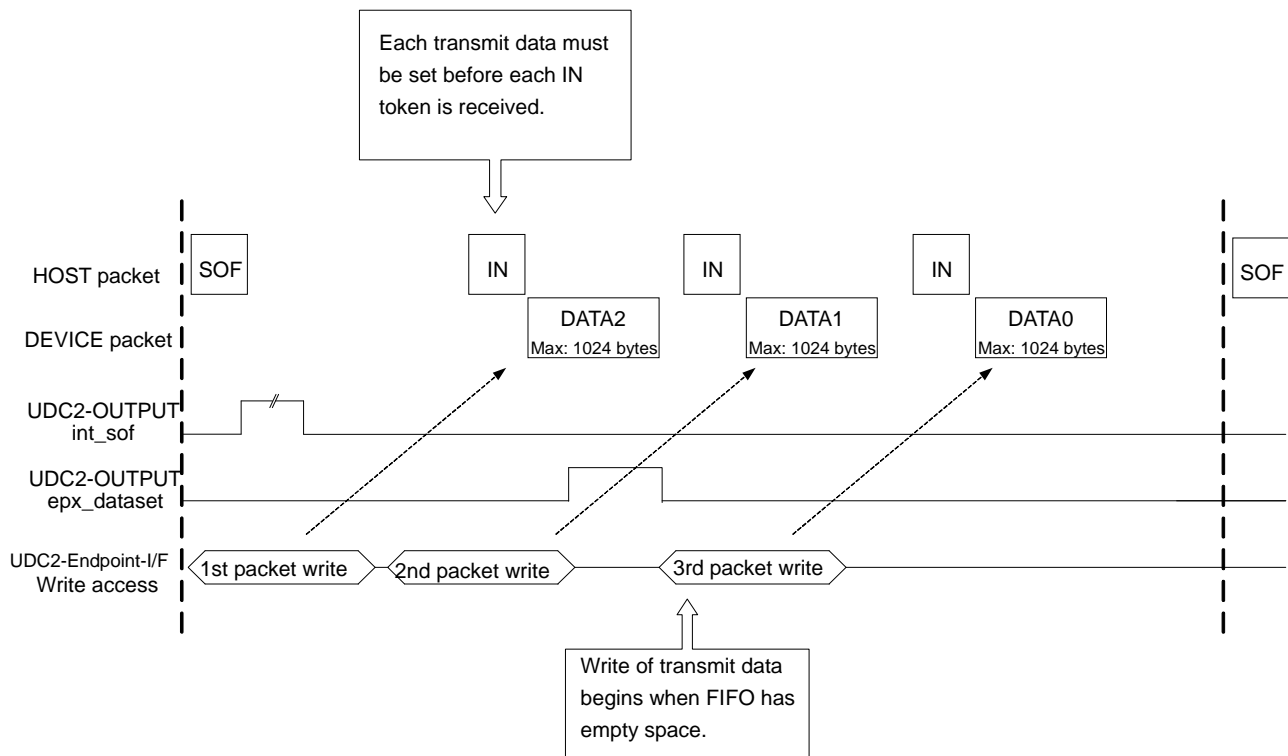 Each transmit data must
be set before each IN
token is received.
HOST packet
SOF
IN
IN
IN
SOF
DEVICE packet
DATA2
Max: 1024 bytes
DATA1
Max: 1024 bytes
DATA0
Max: 1024 bytes
UDC2-OUTPUT
int_sof
UDC2-OUTPUT
epx_dataset
UDC2-Endpoint-I/F
Write access
1st packet write
2nd packet write
3rd packet write
Write of transmit data
begins when FIFO has
empty space.